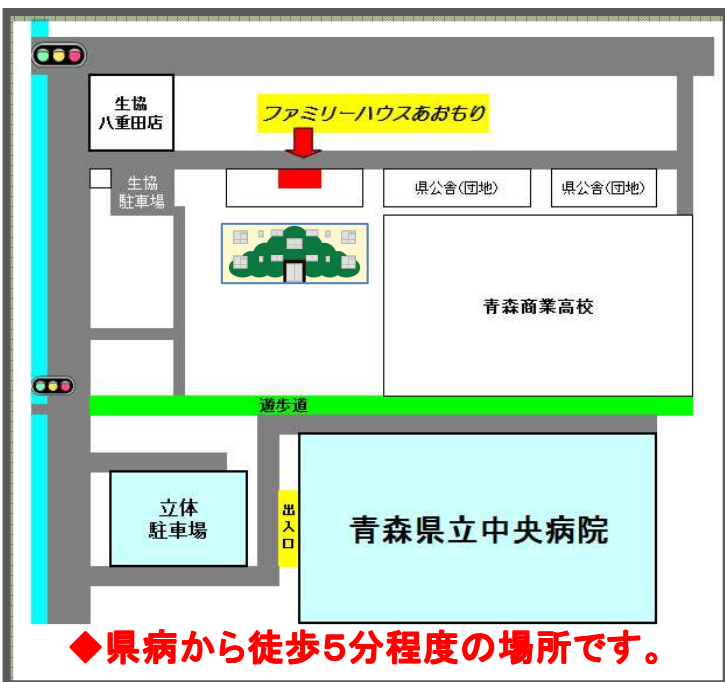 生協
八重田店
ファミリーハウスあおもり
生協
駐車場
県公舎(団地)
県公舎(団地)
青森商業高校
遊歩道
立体
駐車場
出入口
青森県立中央病院
◆県病から徒歩5分程度の場所です。